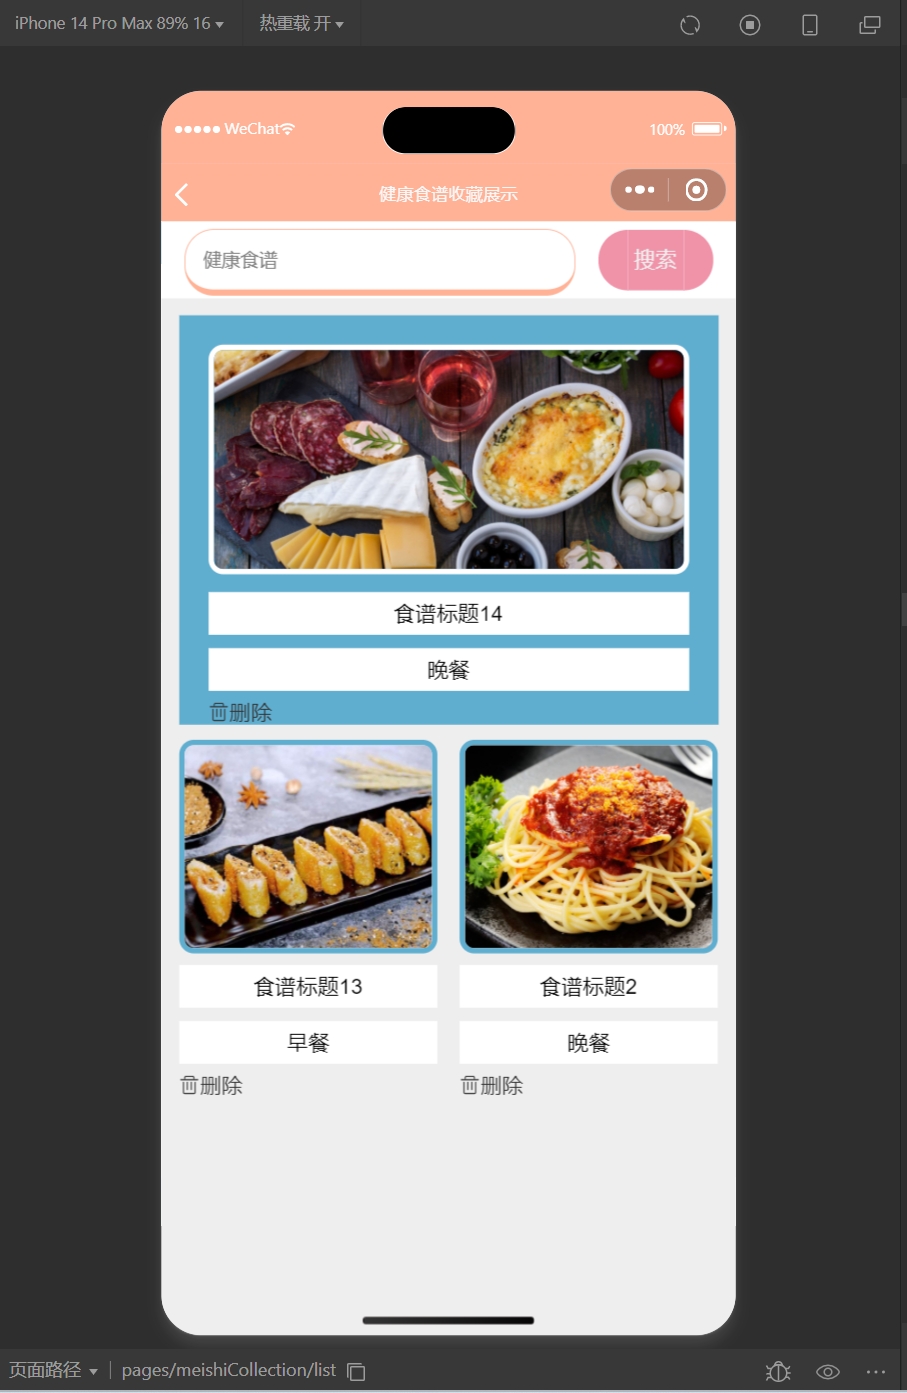 iPhone 14 Pro Max 89% 16 热重载 开
WeChat 100%
健康食谱收藏展示
健康食谱 搜索
食谱标题14
晚餐
删除
食谱标题13 食谱标题2
早餐 晚餐
删除 删除
页面路径 pages/meishiCollection/list